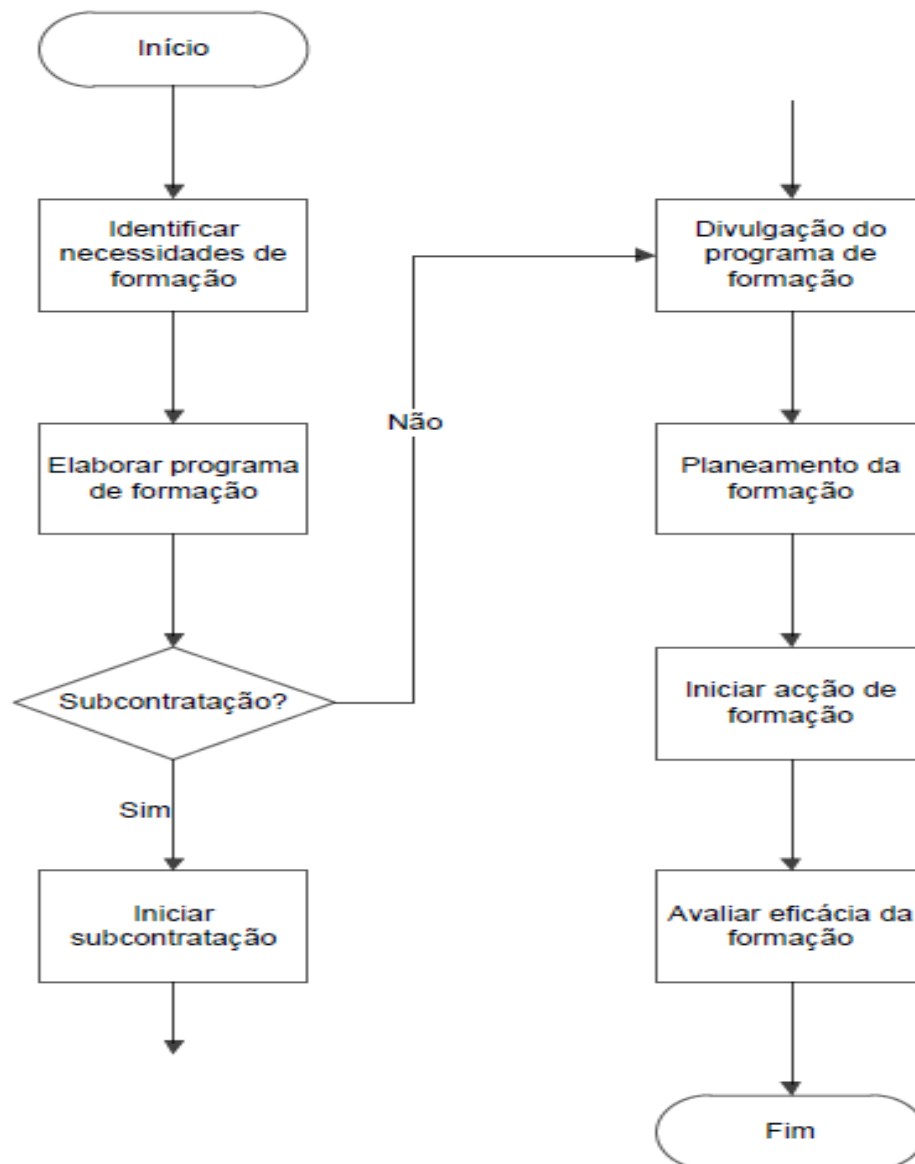 Início
Identificar
necessidades de
formação
Elaborar programa
de formação
Subcontratação?
Sim
Iniciar
subcontratação
Não
Divulgação do
programa de
formação
Planeamento da
formação
Iniciar acção de
formação
Avaliar eficácia da
formação
Fim